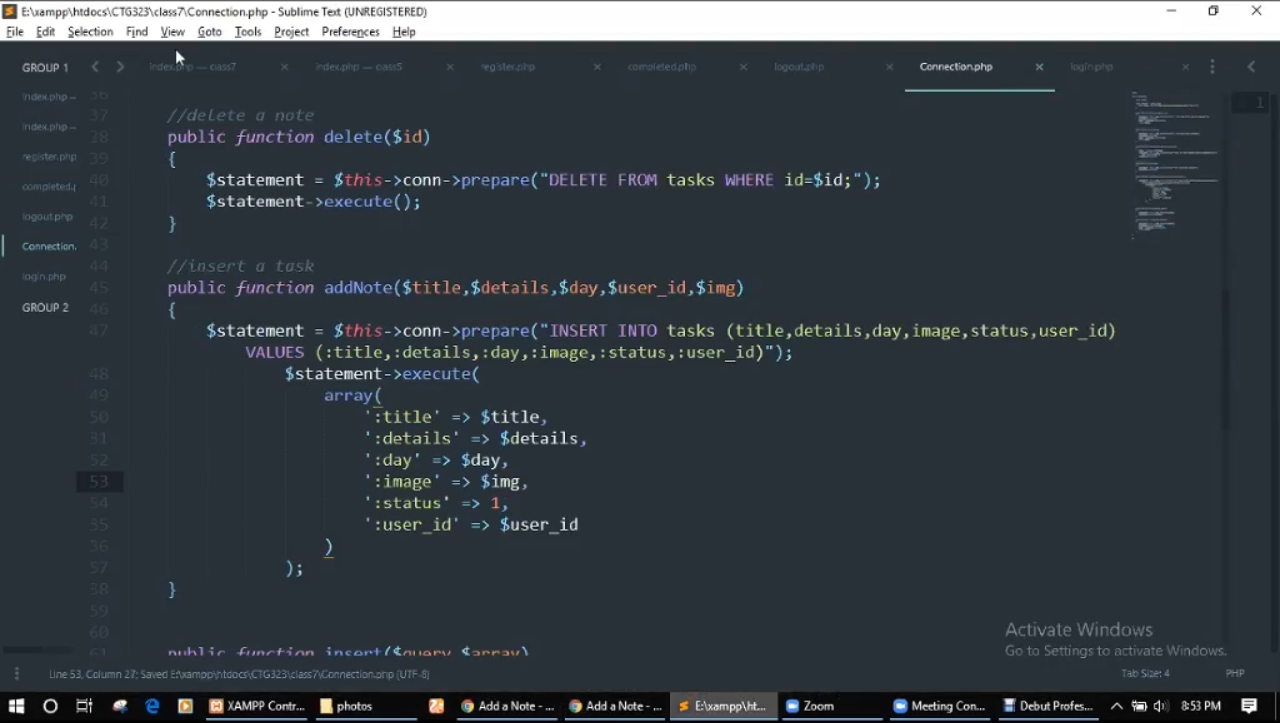 E:\xampp\htdocs\CTG323\class7\Connection.php - Sublime Text (UNREGISTERED)
File Edit Selection Find View Goto Tools Project Preferences Help
GROUP 1 index.php — class7 index.php — class5 register.php completed.php logout.php Connection.php login.php
index.php —
index.php —
register.php
completed.p
logout.php
Connection.
login.php
GROUP 2
1
36
37 //delete a note
38 public function delete($id)
39 {
40 $statement = $this->conn->prepare("DELETE FROM tasks WHERE id=$id;");
41 $statement->execute();
42 }
43
44 //insert a task
45 public function addNote($title,$details,$day,$user_id,$img)
46 {
47 $statement = $this->conn->prepare("INSERT INTO tasks (title,details,day,image,status,user_id)
VALUES (:title,:details,:day,:image,:status,:user_id)");
48 $statement->execute(
49 array(
50 ':title' => $title,
51 ':details' => $details,
52 ':day' => $day,
53 ':image' => $img,
54 ':status' => 1,
55 ':user_id' => $user_id
56 )
57 );
58 }
59
60
61 public function insert($query,$array)
Activate Windows
Go to Settings to activate Windows.
Line 53, Column 27; Saved E:\xampp\htdocs\CTG323\class7\Connection.php (UTF-8) Tab Size: 4 PHP
XAMPP Contr... photos Add a Note - ... Add a Note - ... E:\xampp\ht... Zoom Meeting Con... Debut Profes... 8:53 PM